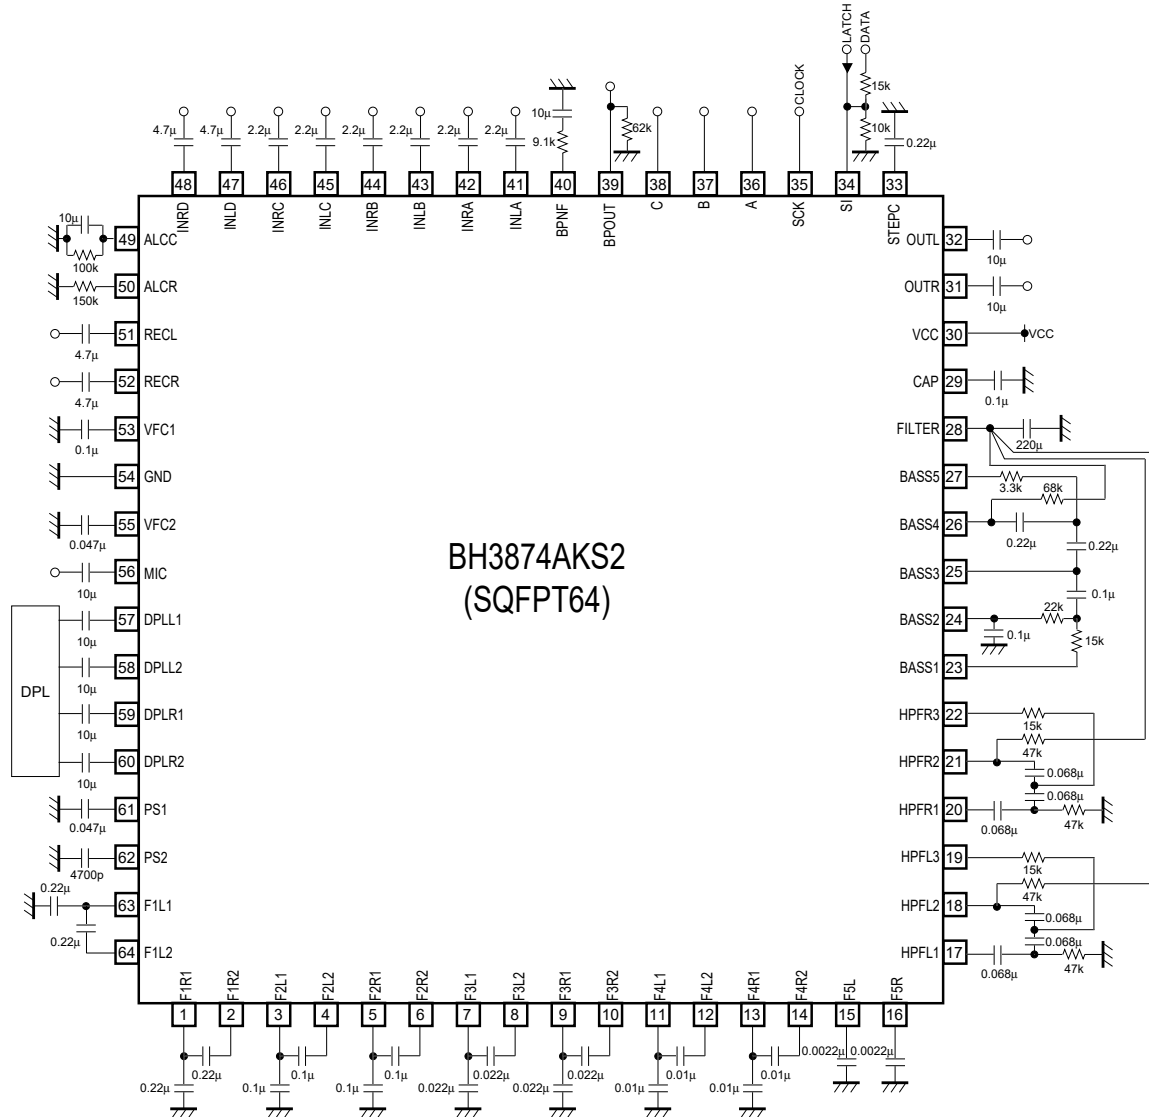 LATCH
DATA
15k
10k
CLOCK
62k
10µ
9.1k
4.7µ
4.7µ
2.2µ
2.2µ
2.2µ
2.2µ
2.2µ
2.2µ
0.22µ
48 47 46 45 44 43 42 41 40 39 38 37 36 35 34 33
INRD INLD INRC INLC INRB INLB INRA INLA BPNF BPOUT C B A SCK SI STEPC
10µ
100k
49 ALCC
OUTL 32
10µ
150k
50 ALCR
OUTR 31
10µ
4.7µ
51 RECL
VCC 30
VCC
4.7µ
52 RECR
CAP 29
0.1µ
0.1µ
53 VFC1
FILTER 28
220µ
54 GND
BASS5 27
3.3k
68k
0.047µ
55 VFC2
BASS4 26
0.22µ
0.22µ
BH3874AKS2
(SQFPT64)
10µ
56 MIC
BASS3 25
0.1µ
DPL
10µ
57 DPLL1
BASS2 24
22k
0.1µ
15k
10µ
58 DPLL2
BASS1 23
10µ
59 DPLR1
HPFR3 22
15k
47k
10µ
60 DPLR2
HPFR2 21
0.068µ
0.068µ
0.047µ
61 PS1
HPFR1 20
0.068µ
47k
4700p
62 PS2
HPFL3 19
15k
47k
0.22µ
63 F1L1
HPFL2 18
0.068µ
0.068µ
0.22µ
64 F1L2
HPFL1 17
0.068µ
47k
F1R1 F1R2 F2L1 F2L2 F2R1 F2R2 F3L1 F3L2 F3R1 F3R2 F4L1 F4L2 F4R1 F4R2 F5L F5R
1 2 3 4 5 6 7 8 9 10 11 12 13 14 15 16
0.22µ 0.1µ 0.1µ 0.022µ 0.022µ 0.01µ 0.01µ 0.0022µ 0.0022µ
0.22µ 0.1µ 0.1µ 0.022µ 0.022µ 0.01µ 0.01µ